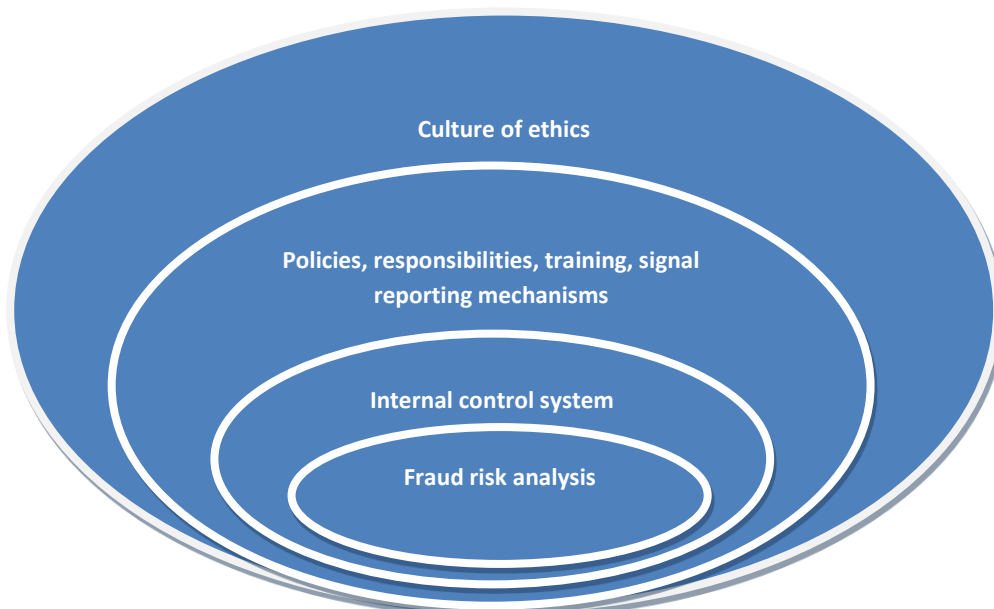 Culture of ethics
Policies, responsibilities, training, signal
reporting mechanisms
Internal control system
Fraud risk analysis